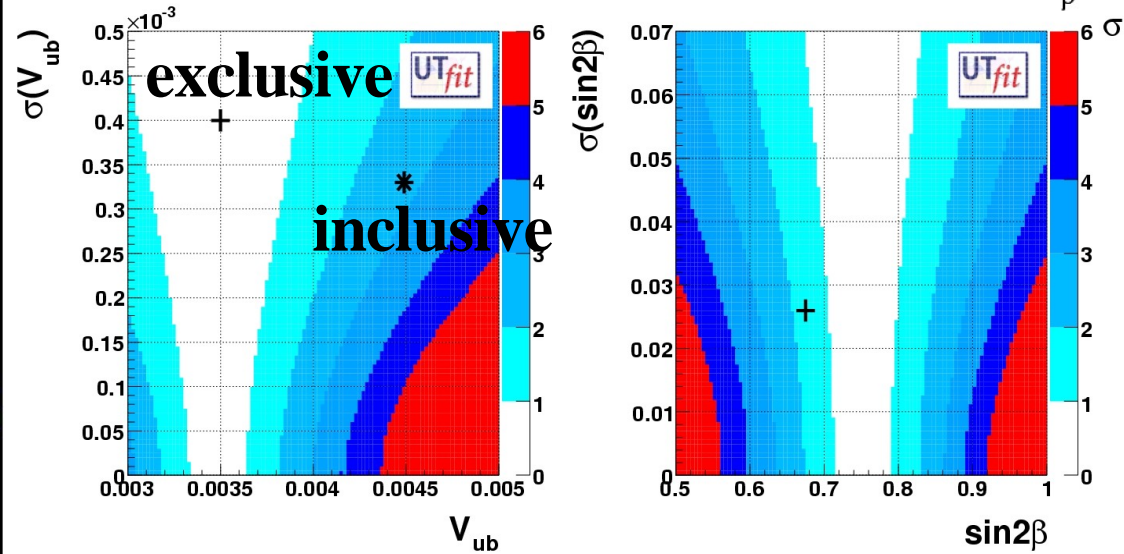 β
σ
×10⁻³
σ(V_ub)
0.5
0.45
0.4
0.35
0.3
0.25
0.2
0.15
0.1
0.05
0
exclusive
inclusive
UTfit
6
5
4
3
2
1
0
0.003 0.0035 0.004 0.0045 0.005
V_ub
σ(sin2β)
0.07
0.06
0.05
0.04
0.03
0.02
0.01
0
UTfit
6
5
4
3
2
1
0
0.5 0.6 0.7 0.8 0.9 1
sin2β